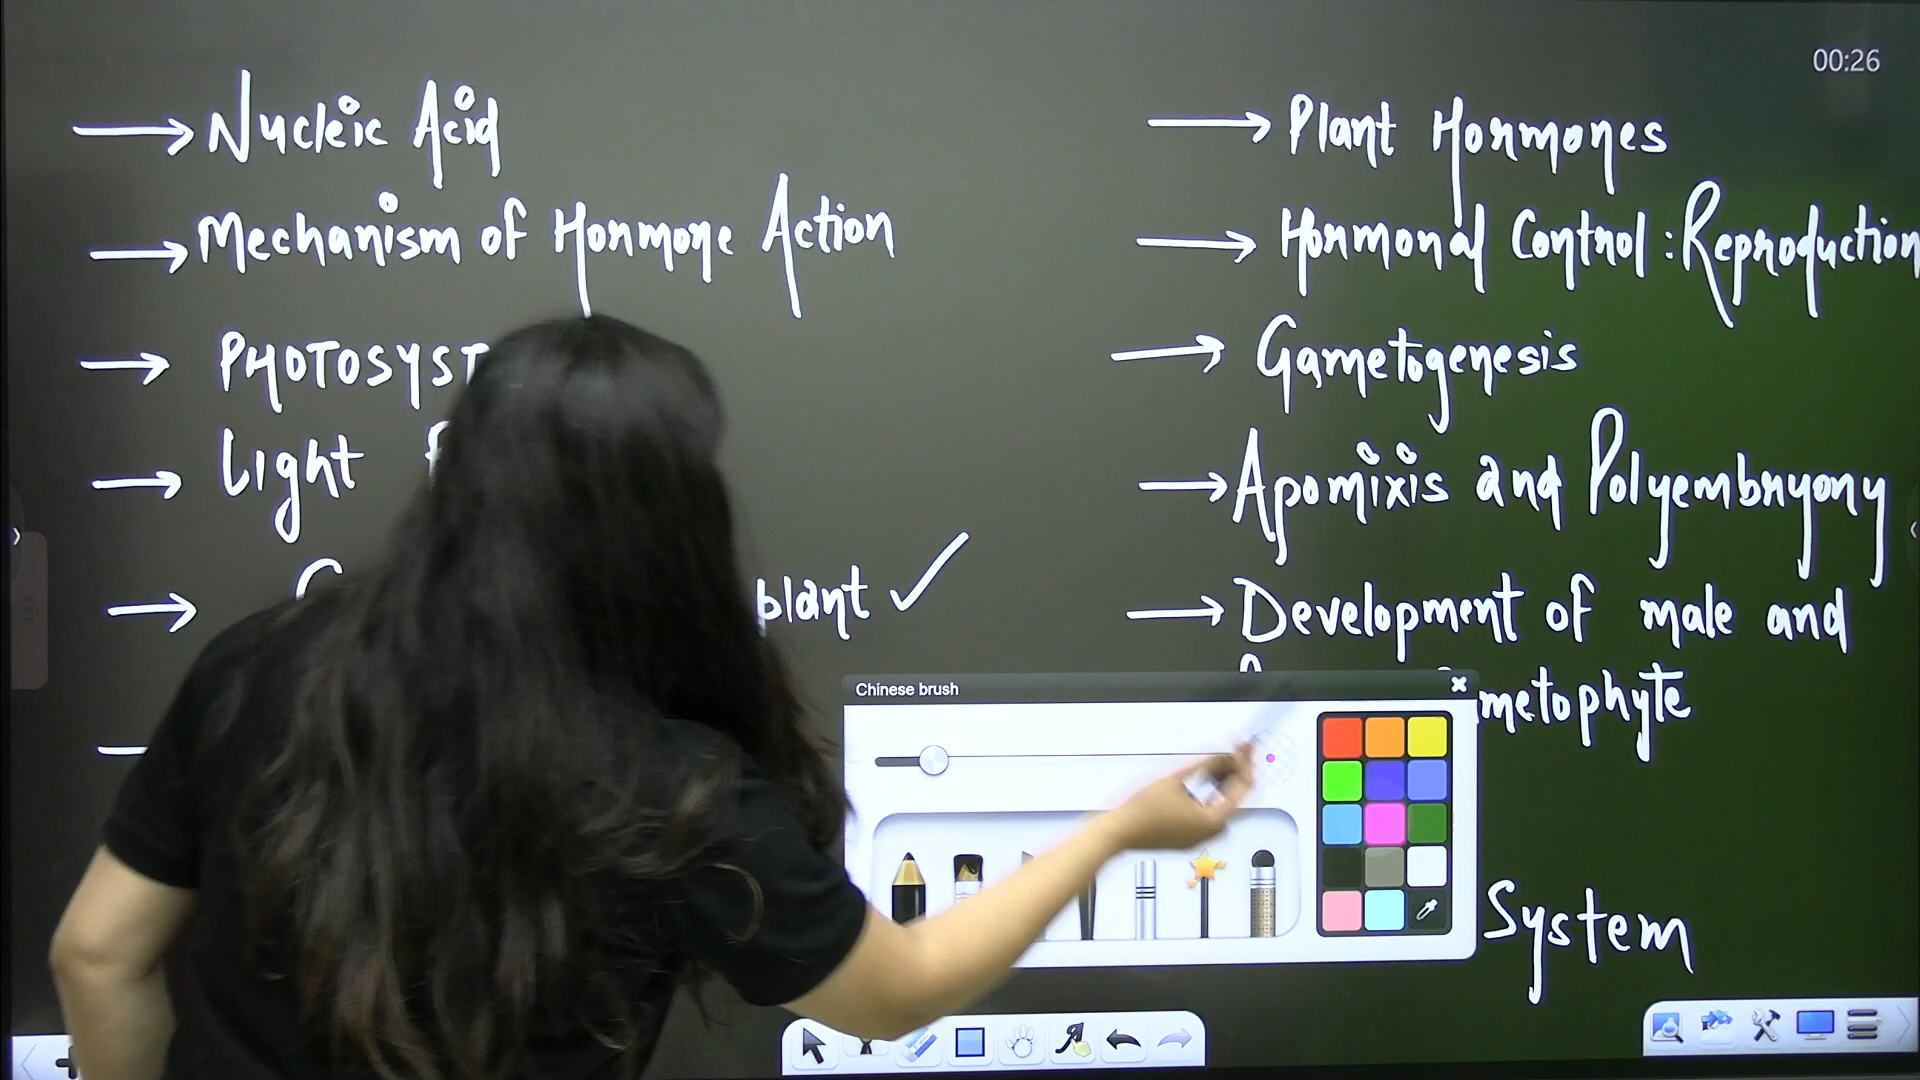 00:26
→ Nucleic Acid
→ Mechanism of Hormone Action
→ PHOTOSYST
→ Light
→ plant ✓
→ Plant Hormones
→ Hormonal Control : Reproduction
→ Gametogenesis
→ Apomixis and Polyembryony
→ Development of male and
metophyte
System
Chinese brush